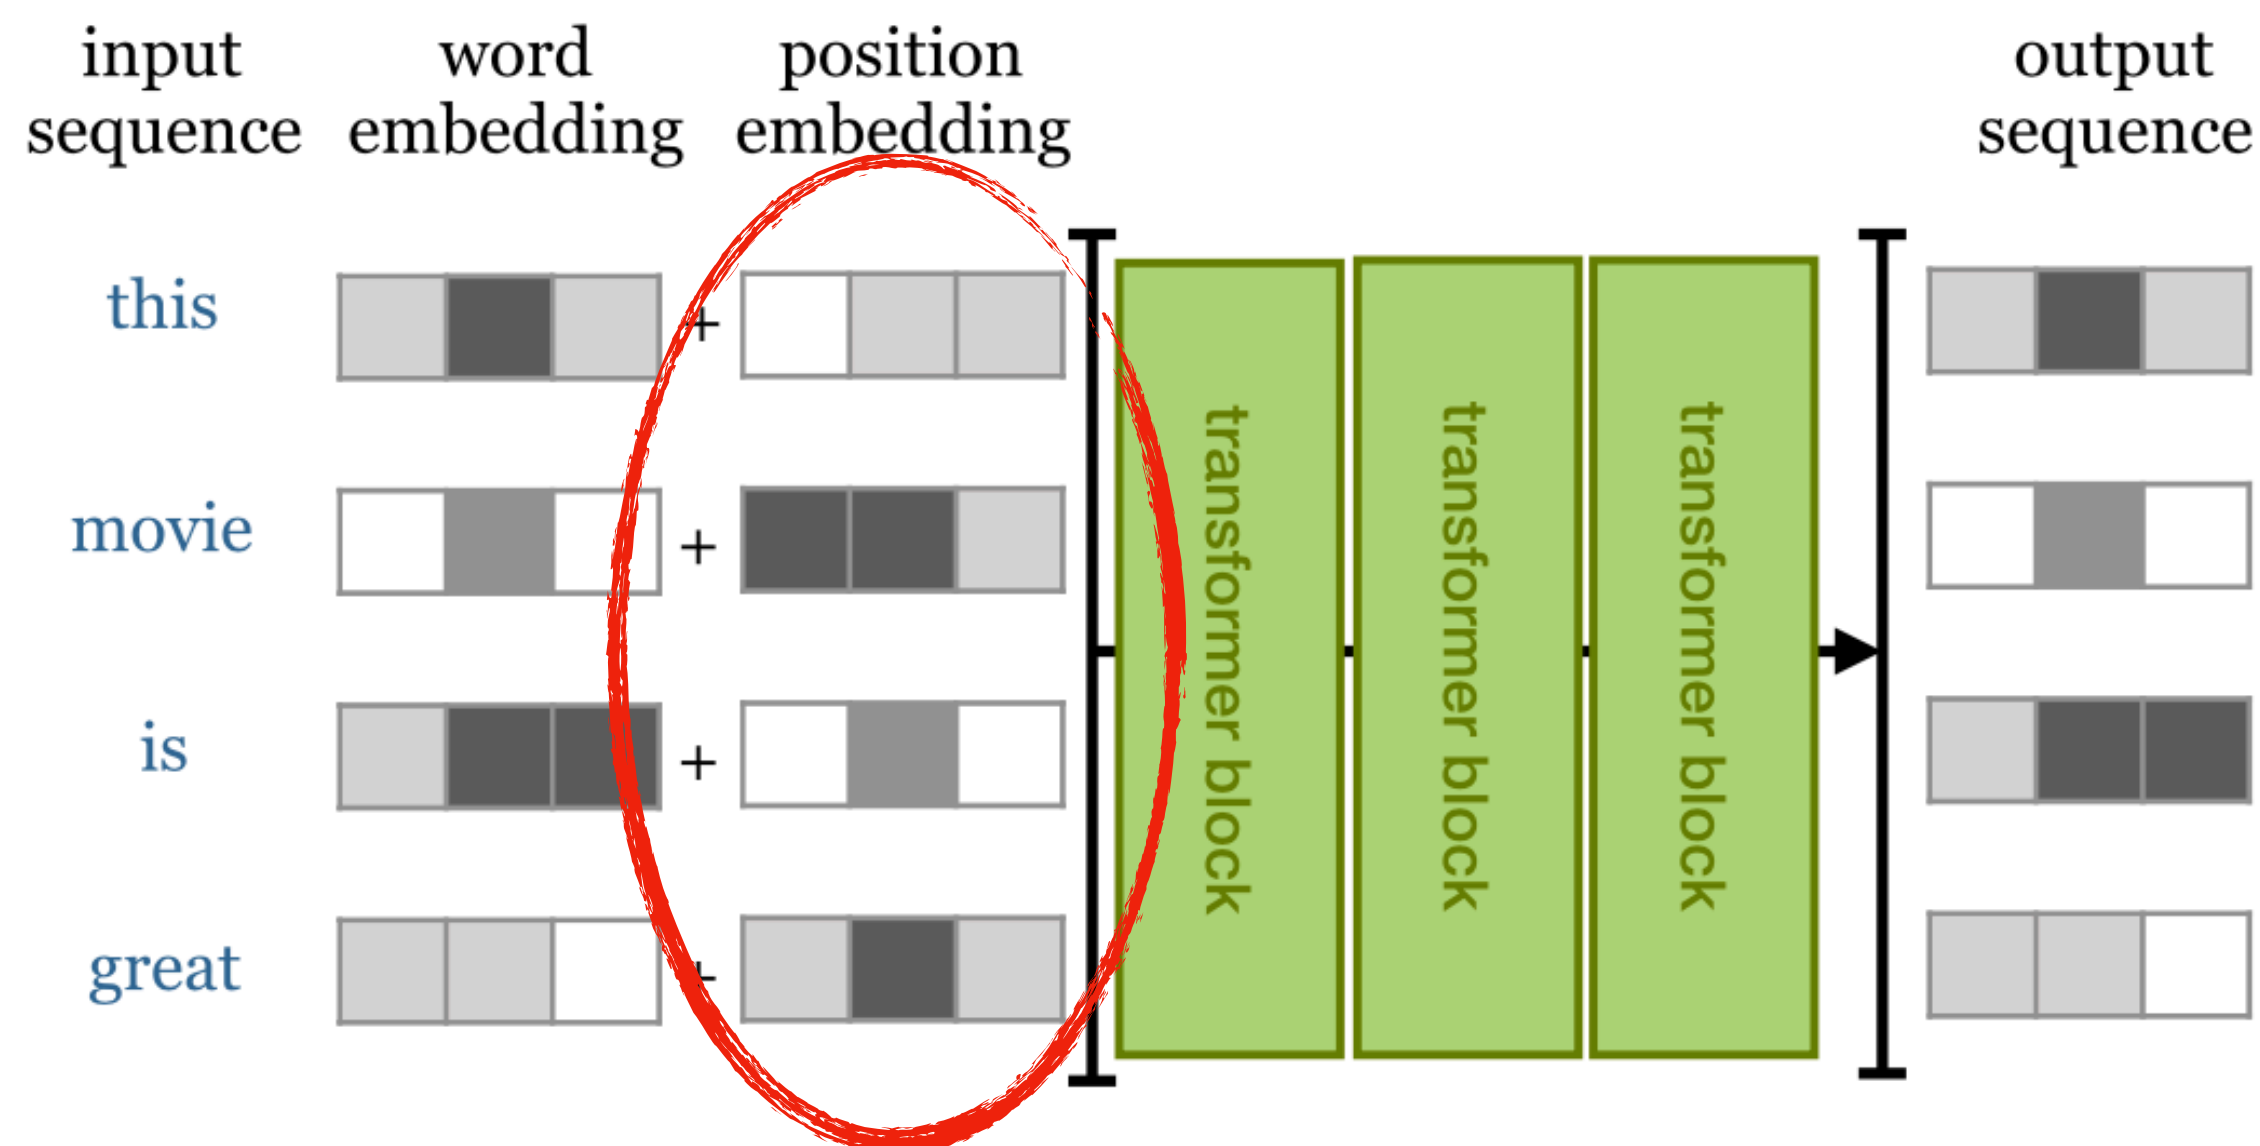 input sequence
word embedding
position embedding
output sequence
this
+
movie
+
is
+
great
+
transformer block
transformer block
transformer block